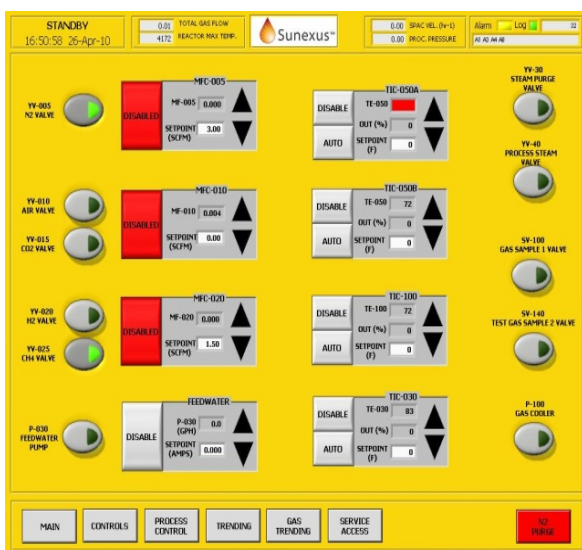 STANDBY
16:50:58 26-Apr-10
0.01 TOTAL GAS FLOW
4172 REACTOR MAX TEMP.
Sunexus™
0.00 SPAC VEL. (hr-1)
0.00 PROC. PRESSURE
Alarm Log 32
A1 A2 A4 A8
YV-005
N2 VALVE
DISABLED
MFC-005
MF-005 0.000
SETPOINT
(SCFM) 3.00
DISABLE
AUTO
TIC-050A
TE-050
OUT (%) 0
SETPOINT
(F) 0
YV-30
STEAM PURGE
VALVE
YV-40
PROCESS STEAM
VALVE
YV-010
AIR VALVE
YV-015
CO2 VALVE
DISABLED
MFC-010
MF-010 0.004
SETPOINT
(SCFM) 0.00
DISABLE
AUTO
TIC-050B
TE-050 72
OUT (%) 0
SETPOINT
(F) 0
SV-100
GAS SAMPLE 1 VALVE
YV-020
H2 VALVE
YV-025
CH4 VALVE
DISABLED
MFC-020
MF-020 0.000
SETPOINT
(SCFM) 1.50
DISABLE
AUTO
TIC-100
TE-100 72
OUT (%) 0
SETPOINT
(F) 0
SV-140
TEST GAS SAMPLE 2 VALVE
P-030
FEEDWATER
PUMP
DISABLE
FEEDWATER
P-030
(GPH) 0.0
SETPOINT
(AMPS) 0.000
DISABLE
AUTO
TIC-030
TE-030 83
OUT (%) 0
SETPOINT
(F) 0
P-100
GAS COOLER
MAIN
CONTROLS
PROCESS
CONTROL
TRENDING
GAS
TRENDING
SERVICE
ACCESS
N2
PURGE